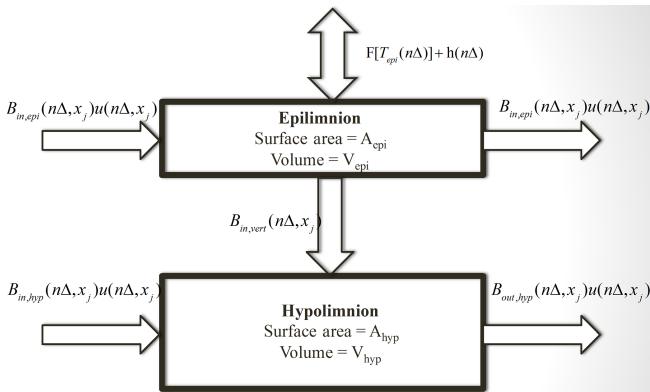 F[T_epi(nΔ)]+h(nΔ)
B_in,epi(nΔ,x_j)u(nΔ,x_j)
B_in,epi(nΔ,x_j)u(nΔ,x_j)
Epilimnion
Surface area = A_epi
Volume = V_epi
B_in,vert(nΔ,x_j)
B_in,hyp(nΔ,x_j)u(nΔ,x_j)
B_out,hyp(nΔ,x_j)u(nΔ,x_j)
Hypolimnion
Surface area = A_hyp
Volume = V_hyp